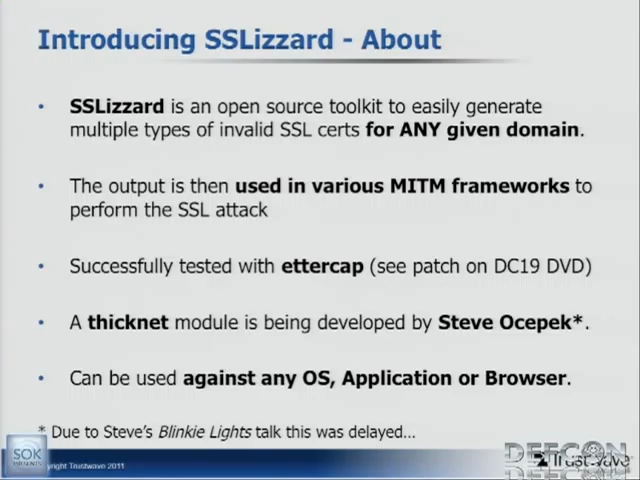 Introducing SSLizzard - About
• SSLizzard is an open source toolkit to easily generate
multiple types of invalid SSL certs for ANY given domain.
• The output is then used in various MITM frameworks to
perform the SSL attack
• Successfully tested with ettercap (see patch on DC19 DVD)
• A thicknet module is being developed by Steve Ocepek*.
• Can be used against any OS, Application or Browser.
* Due to Steve's Blinkie Lights talk this was delayed...
SOK
pyright Trustwave 2011
DEFCON
Trustwave